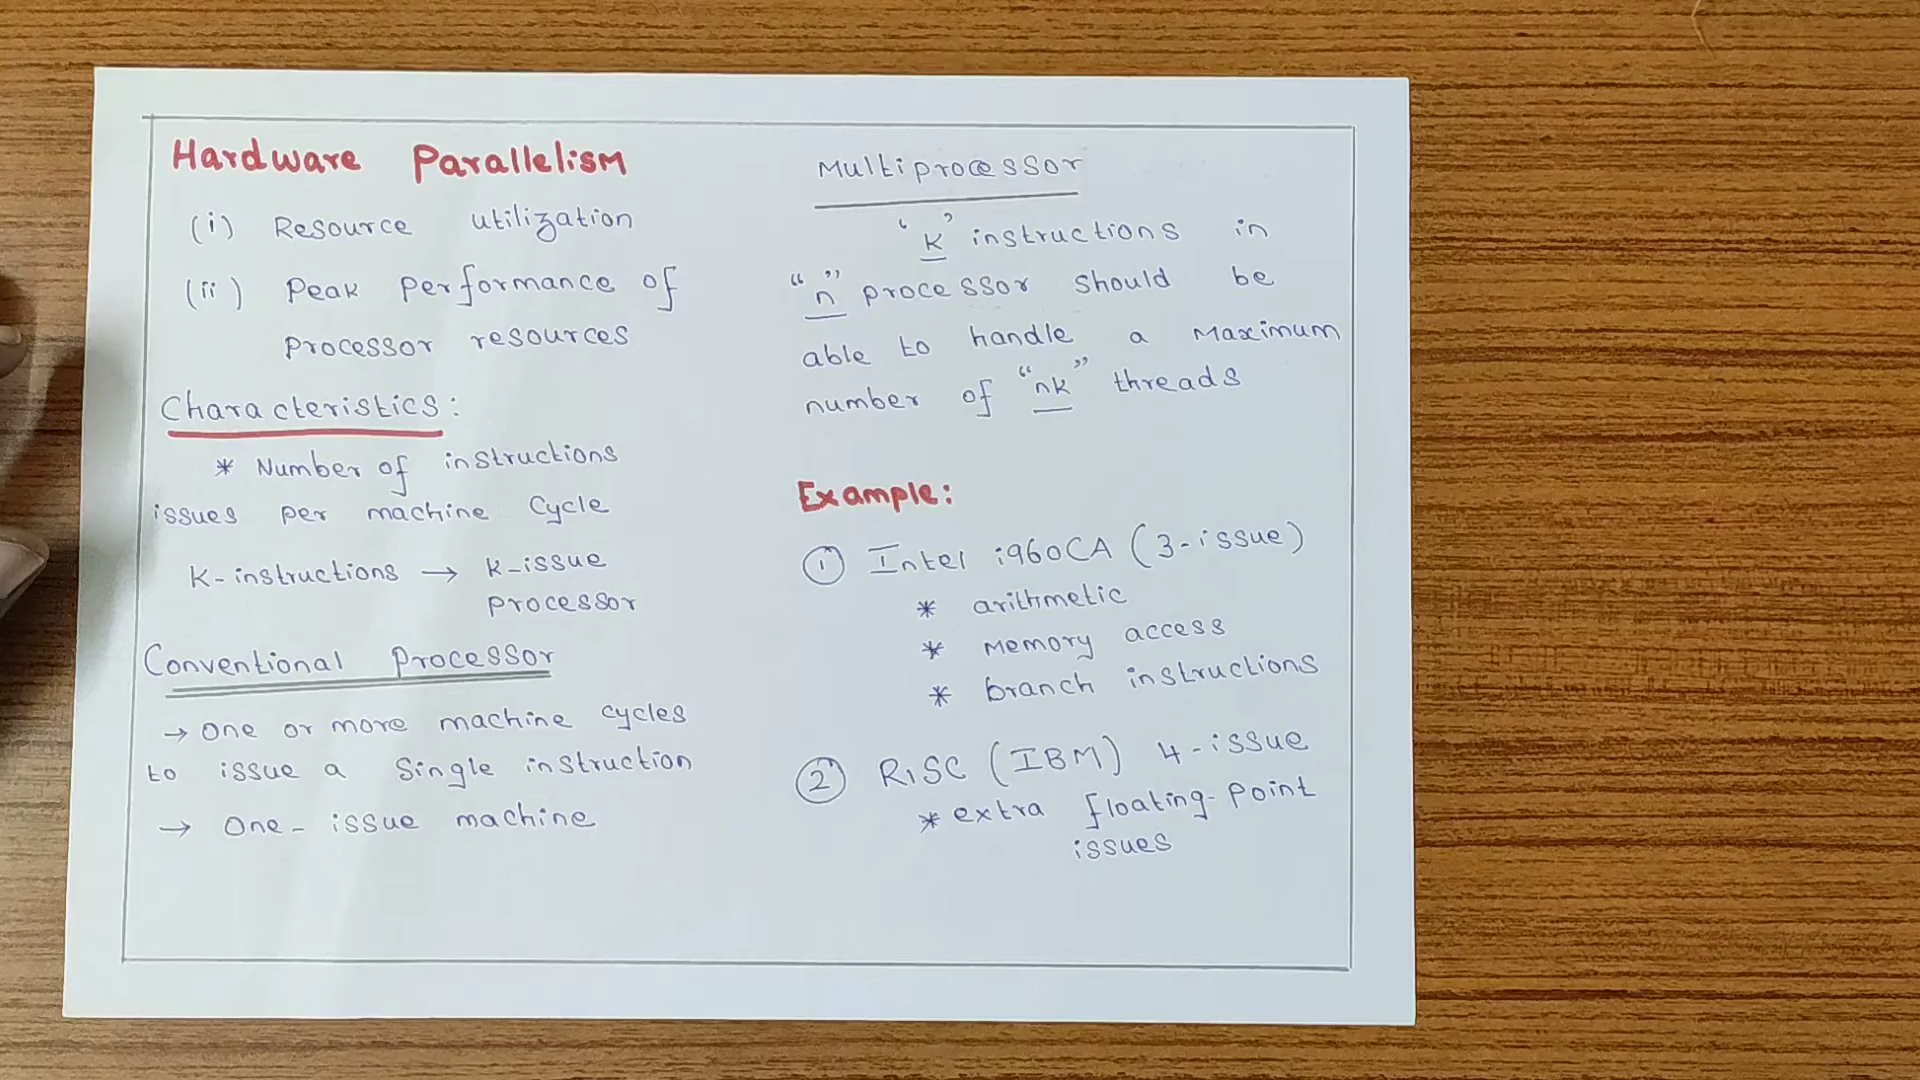 Hardware Parallelism
(i) Resource utilization
(ii) Peak performance of
processor resources
Characteristics:
* Number of instructions
issues per machine cycle
K-instructions → K-issue
processor
Conventional Processor
→ One or more machine cycles
to issue a single instruction
→ One-issue machine
Multiprocessor
'K' instructions in
"n" processor should be
able to handle a maximum
number of "nk" threads
Example:
① Intel i960CA (3-issue)
* arithmetic
* memory access
* branch instructions
② RISC (IBM) 4-issue
* extra floating-point
issues